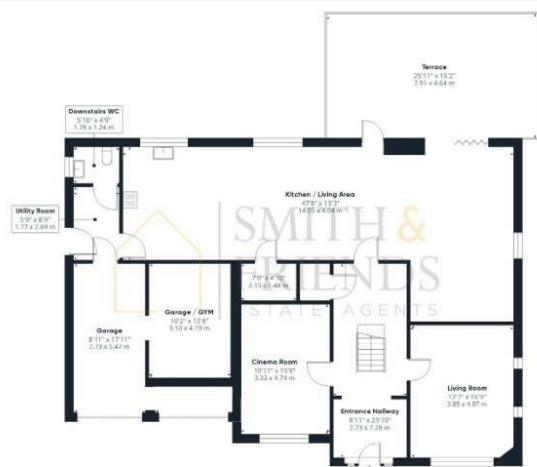 Terrace
25'11" x 15'2"
7.91 x 4.64 m
Downstairs WC
5'10" x 4'0"
1.78 x 1.24 m
Kitchen / Living Area
47'8" x 13'3"
14.55 x 4.04 m
Utility Room
5'9" x 8'9"
1.77 x 2.69 m
SMITH &
FRIENDS
ESTATE AGENTS
7'0" x 4'10"
2.15 x 1.48 m
Garage / GYM
10'2" x 13'8"
3.10 x 4.19 m
Garage
8'11" x 17'11"
2.73 x 5.47 m
Cinema Room
10'11" x 15'6"
3.33 x 4.74 m
Living Room
12'7" x 15'9"
3.85 x 4.97 m
Entrance Hallway
8'11" x 23'10"
2.73 x 7.28 m